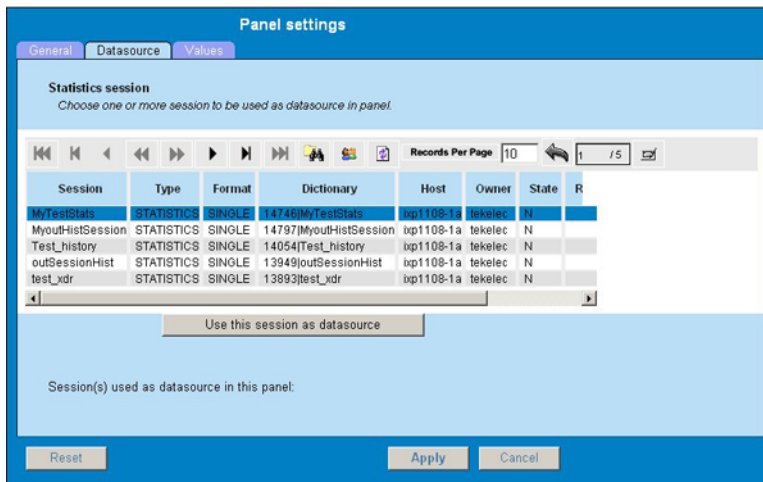 Panel settings
General Datasource Values
Statistics session
Choose one or more session to be used as datasource in panel.
Records Per Page 10 1 /5
Session Type Format Dictionary Host Owner State R
MyTestStats STATISTICS SINGLE 14746|MyTestStats ixp1108-1a tekelec N
MyoutHistSession STATISTICS SINGLE 14797|MyoutHistSession ixp1108-1a tekelec N
Test_history STATISTICS SINGLE 14054|Test_history ixp1108-1a tekelec N
outSessionHist STATISTICS SINGLE 13949|outSessionHist ixp1108-1a tekelec N
test_xdr STATISTICS SINGLE 13893|test_xdr ixp1108-1a tekelec N
Use this session as datasource
Session(s) used as datasource in this panel:
Reset Apply Cancel